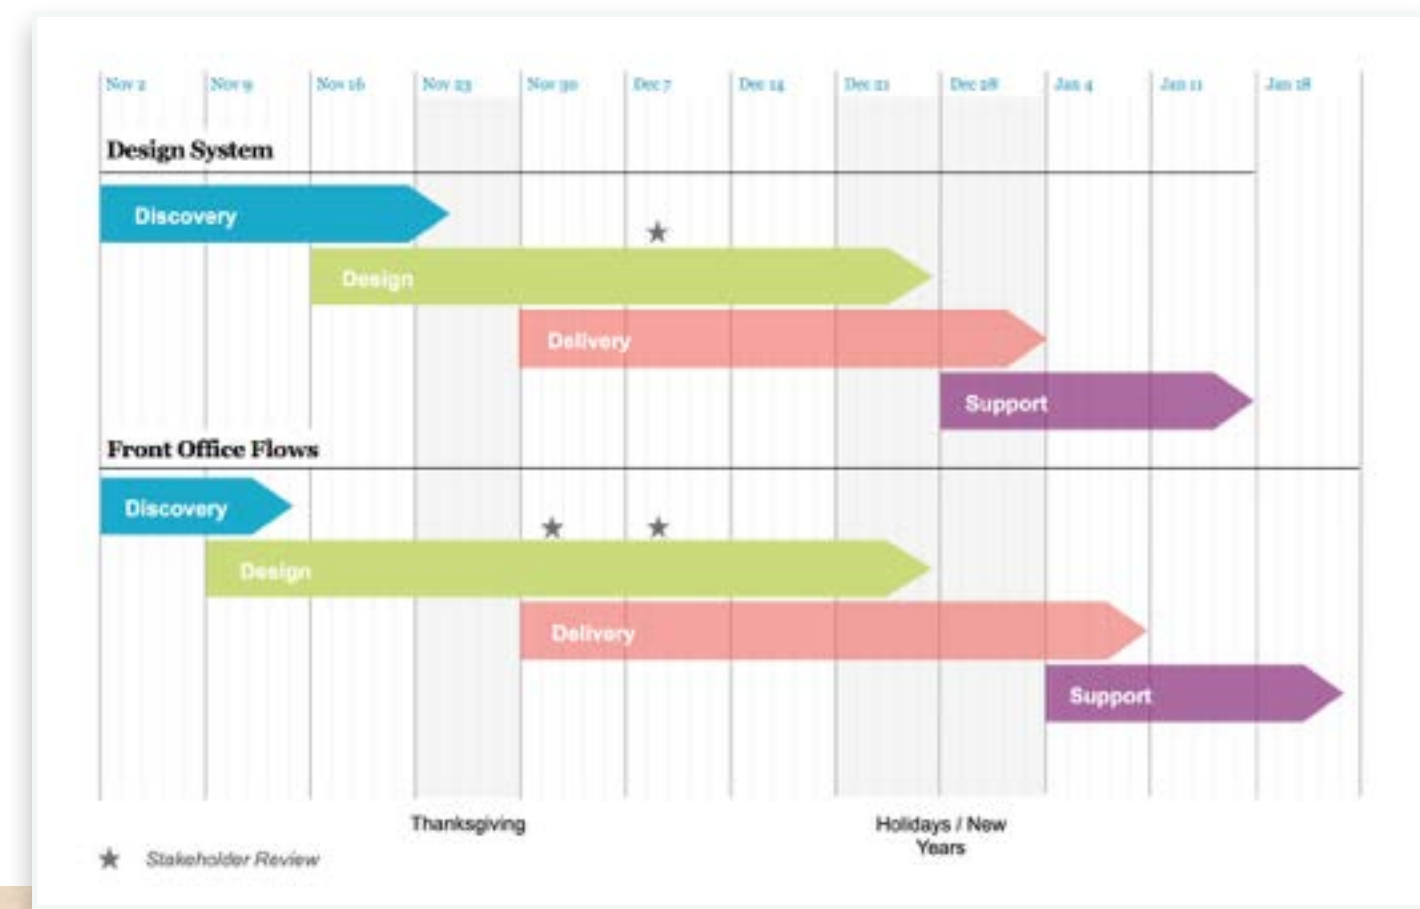 Nov 2 Nov 9 Nov 16 Nov 23 Nov 30 Dec 7 Dec 14 Dec 21 Dec 28 Jan 4 Jan 11 Jan 18
Design System
Discovery
Design
Delivery
Support
Front Office Flows
Discovery
Design
Delivery
Support
Thanksgiving
Holidays / New
Years
Stakeholder Review